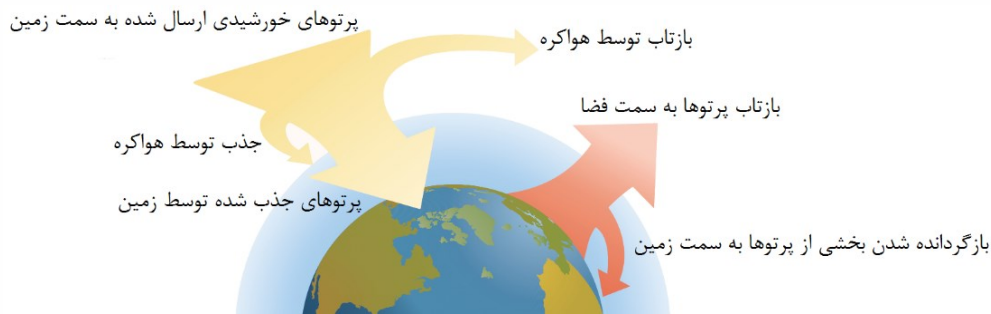 پرتوهای خورشیدی ارسال شده به سمت زمین
بازتاب توسط هواکره
بازتاب پرتوها به سمت فضا
جذب توسط هواکره
پرتوهای جذب شده توسط زمین
بازگردانده شدن بخشی از پرتوها به سمت زمین